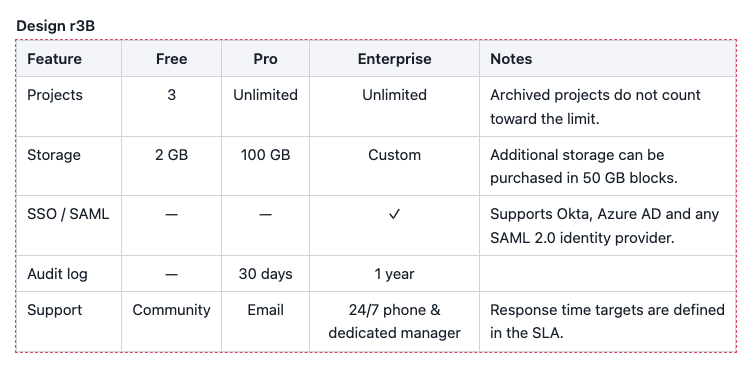 Design r3B
Feature Free Pro Enterprise Notes
Projects 3 Unlimited Unlimited Archived projects do not count
toward the limit.
Storage 2 GB 100 GB Custom Additional storage can be
purchased in 50 GB blocks.
SSO / SAML — — ✓ Supports Okta, Azure AD and any
SAML 2.0 identity provider.
Audit log — 30 days 1 year
Support Community Email 24/7 phone & Response time targets are defined
dedicated manager in the SLA.